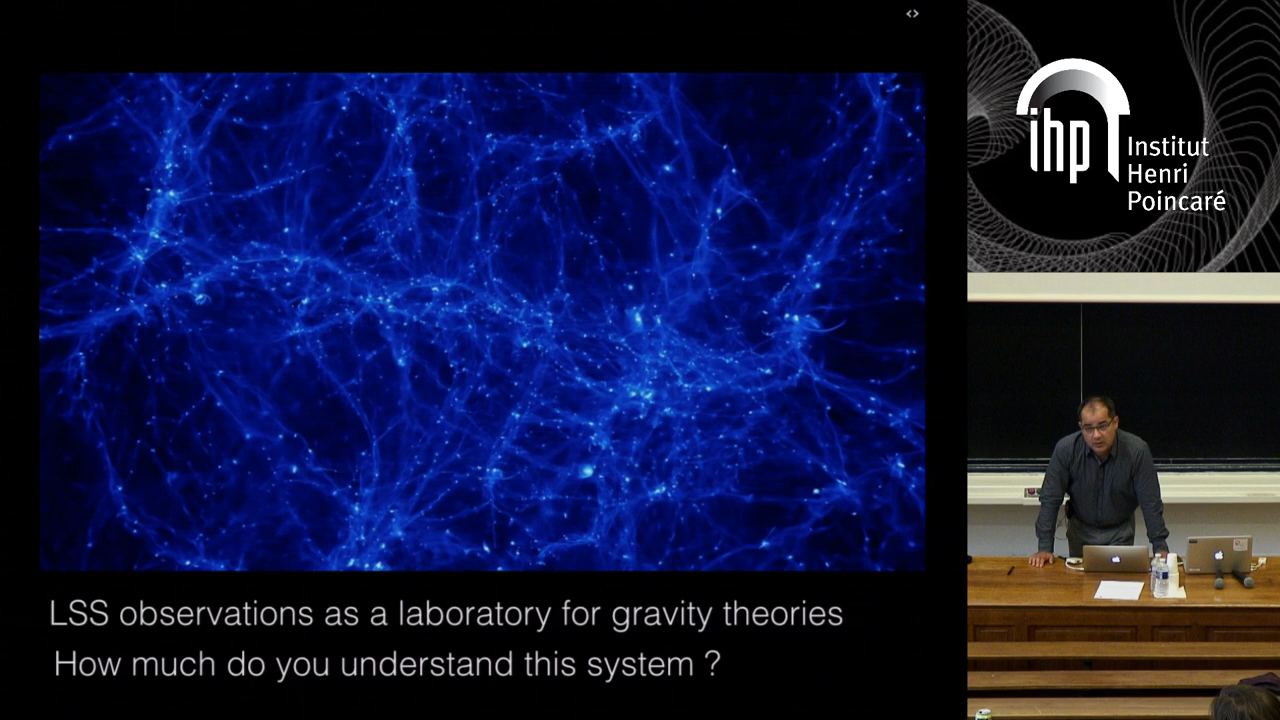 <>
ihp
Institut
Henri
Poincaré
LSS observations as a laboratory for gravity theories
How much do you understand this system ?